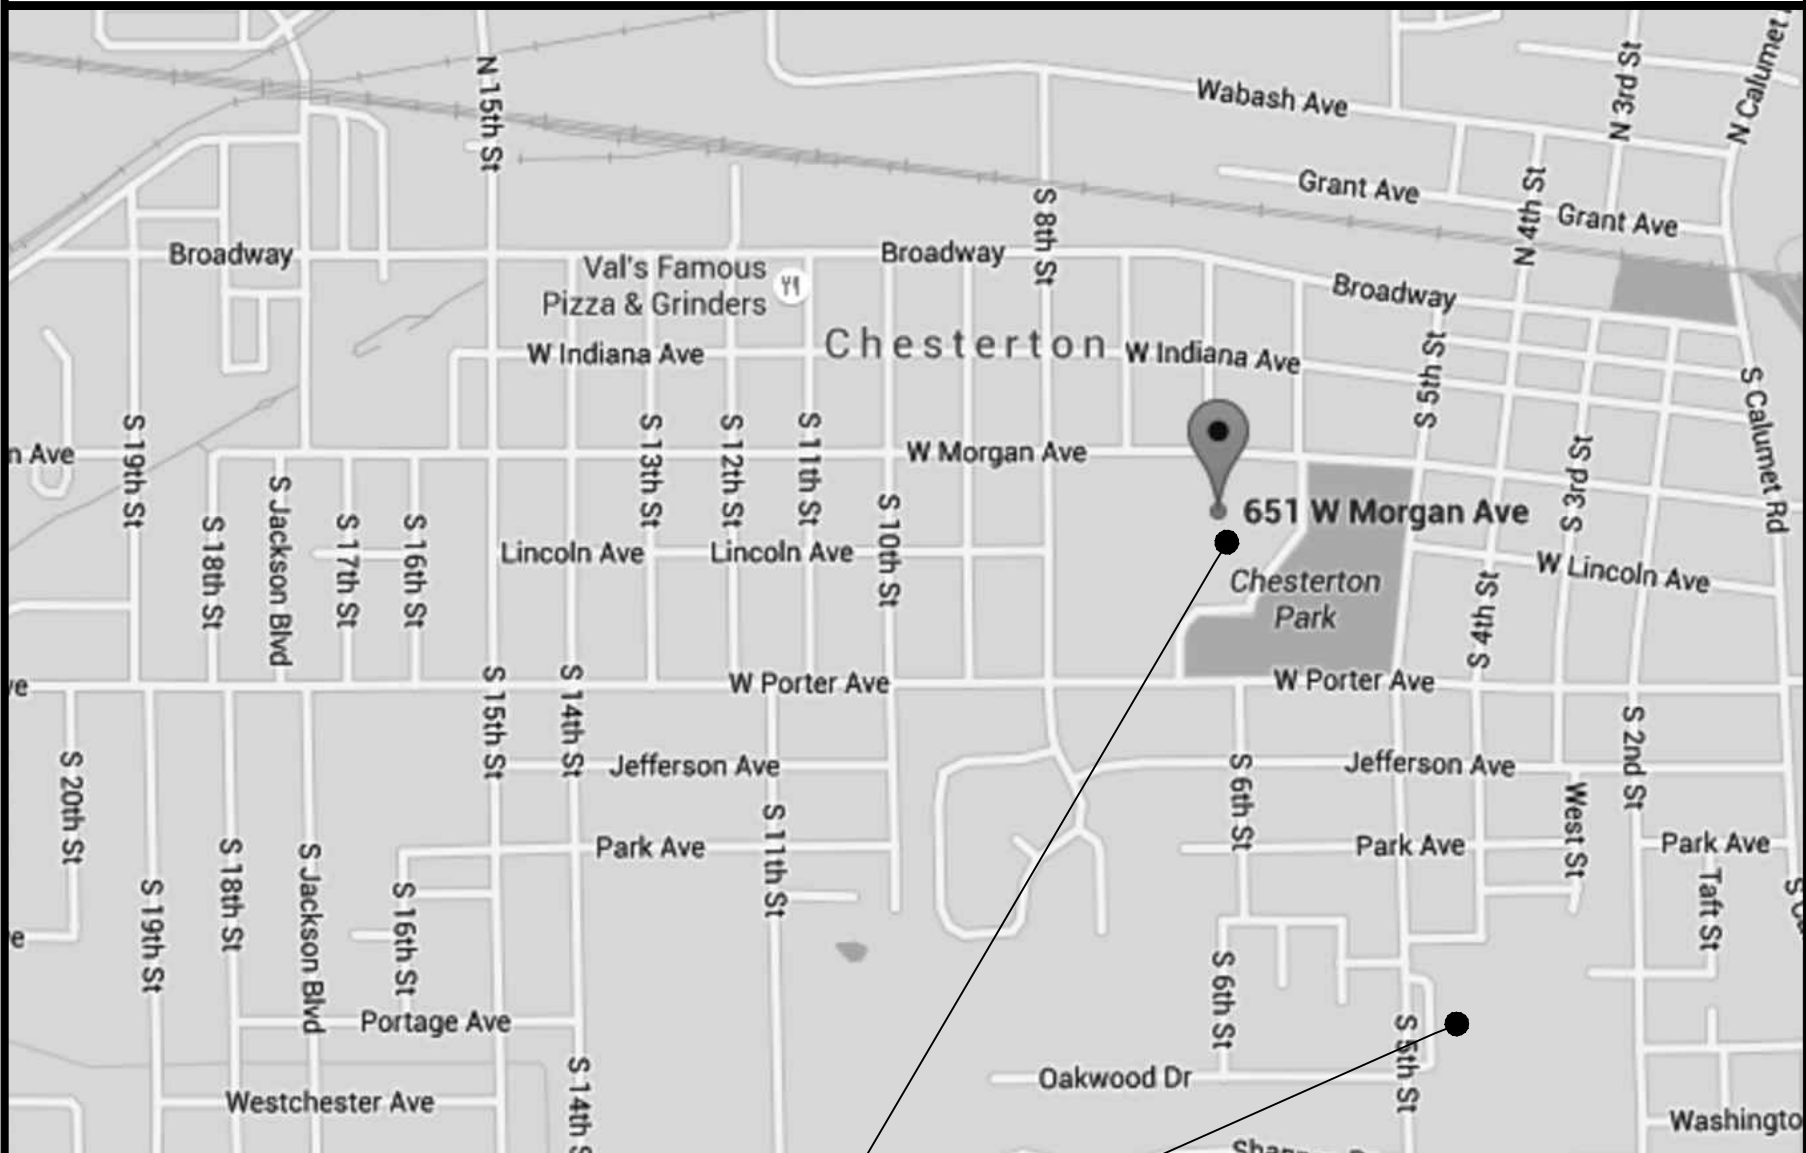 N 15th St
Wabash Ave
N 3rd St
N Calumet
Grant Ave
Grant Ave
N 4th St
S 8th St
Broadway
Broadway
Broadway
Val's Famous
Pizza & Grinders
Chesterton
W Indiana Ave
W Indiana Ave
S 5th St
S Calumet Rd
n Ave
S 19th St
S 13th St
S 12th St
S 11th St
W Morgan Ave
S 3rd St
651 W Morgan Ave
S 18th St
S Jackson Blvd
S 17th St
S 16th St
Lincoln Ave
Lincoln Ave
S 10th St
Chesterton
Park
W Lincoln Ave
S 4th St
ve
W Porter Ave
W Porter Ave
S 15th St
S 14th St
S 20th St
Jefferson Ave
Jefferson Ave
S 6th St
S 2nd St
West St
S 11th St
Park Ave
Park Ave
Park Ave
Taft St
S 19th St
S 18th St
S Jackson Blvd
S 16th St
S Ca
e
S 6th St
Portage Ave
S 5th St
Oakwood Dr
S 14th S
Westchester Ave
Washingto